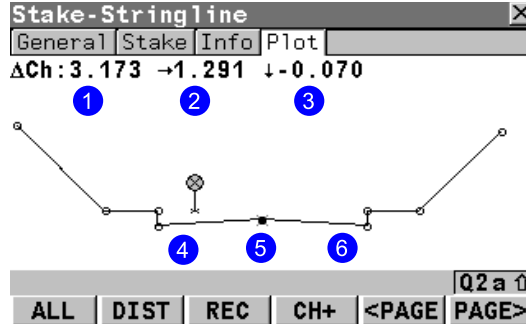 Stake-Stringline
General Stake Info Plot
ΔCh:3.173 →1.291 ↓-0.070
1 2 3
4 5 6
Q2a⇧
ALL DIST REC CH+ <PAGE PAGE>